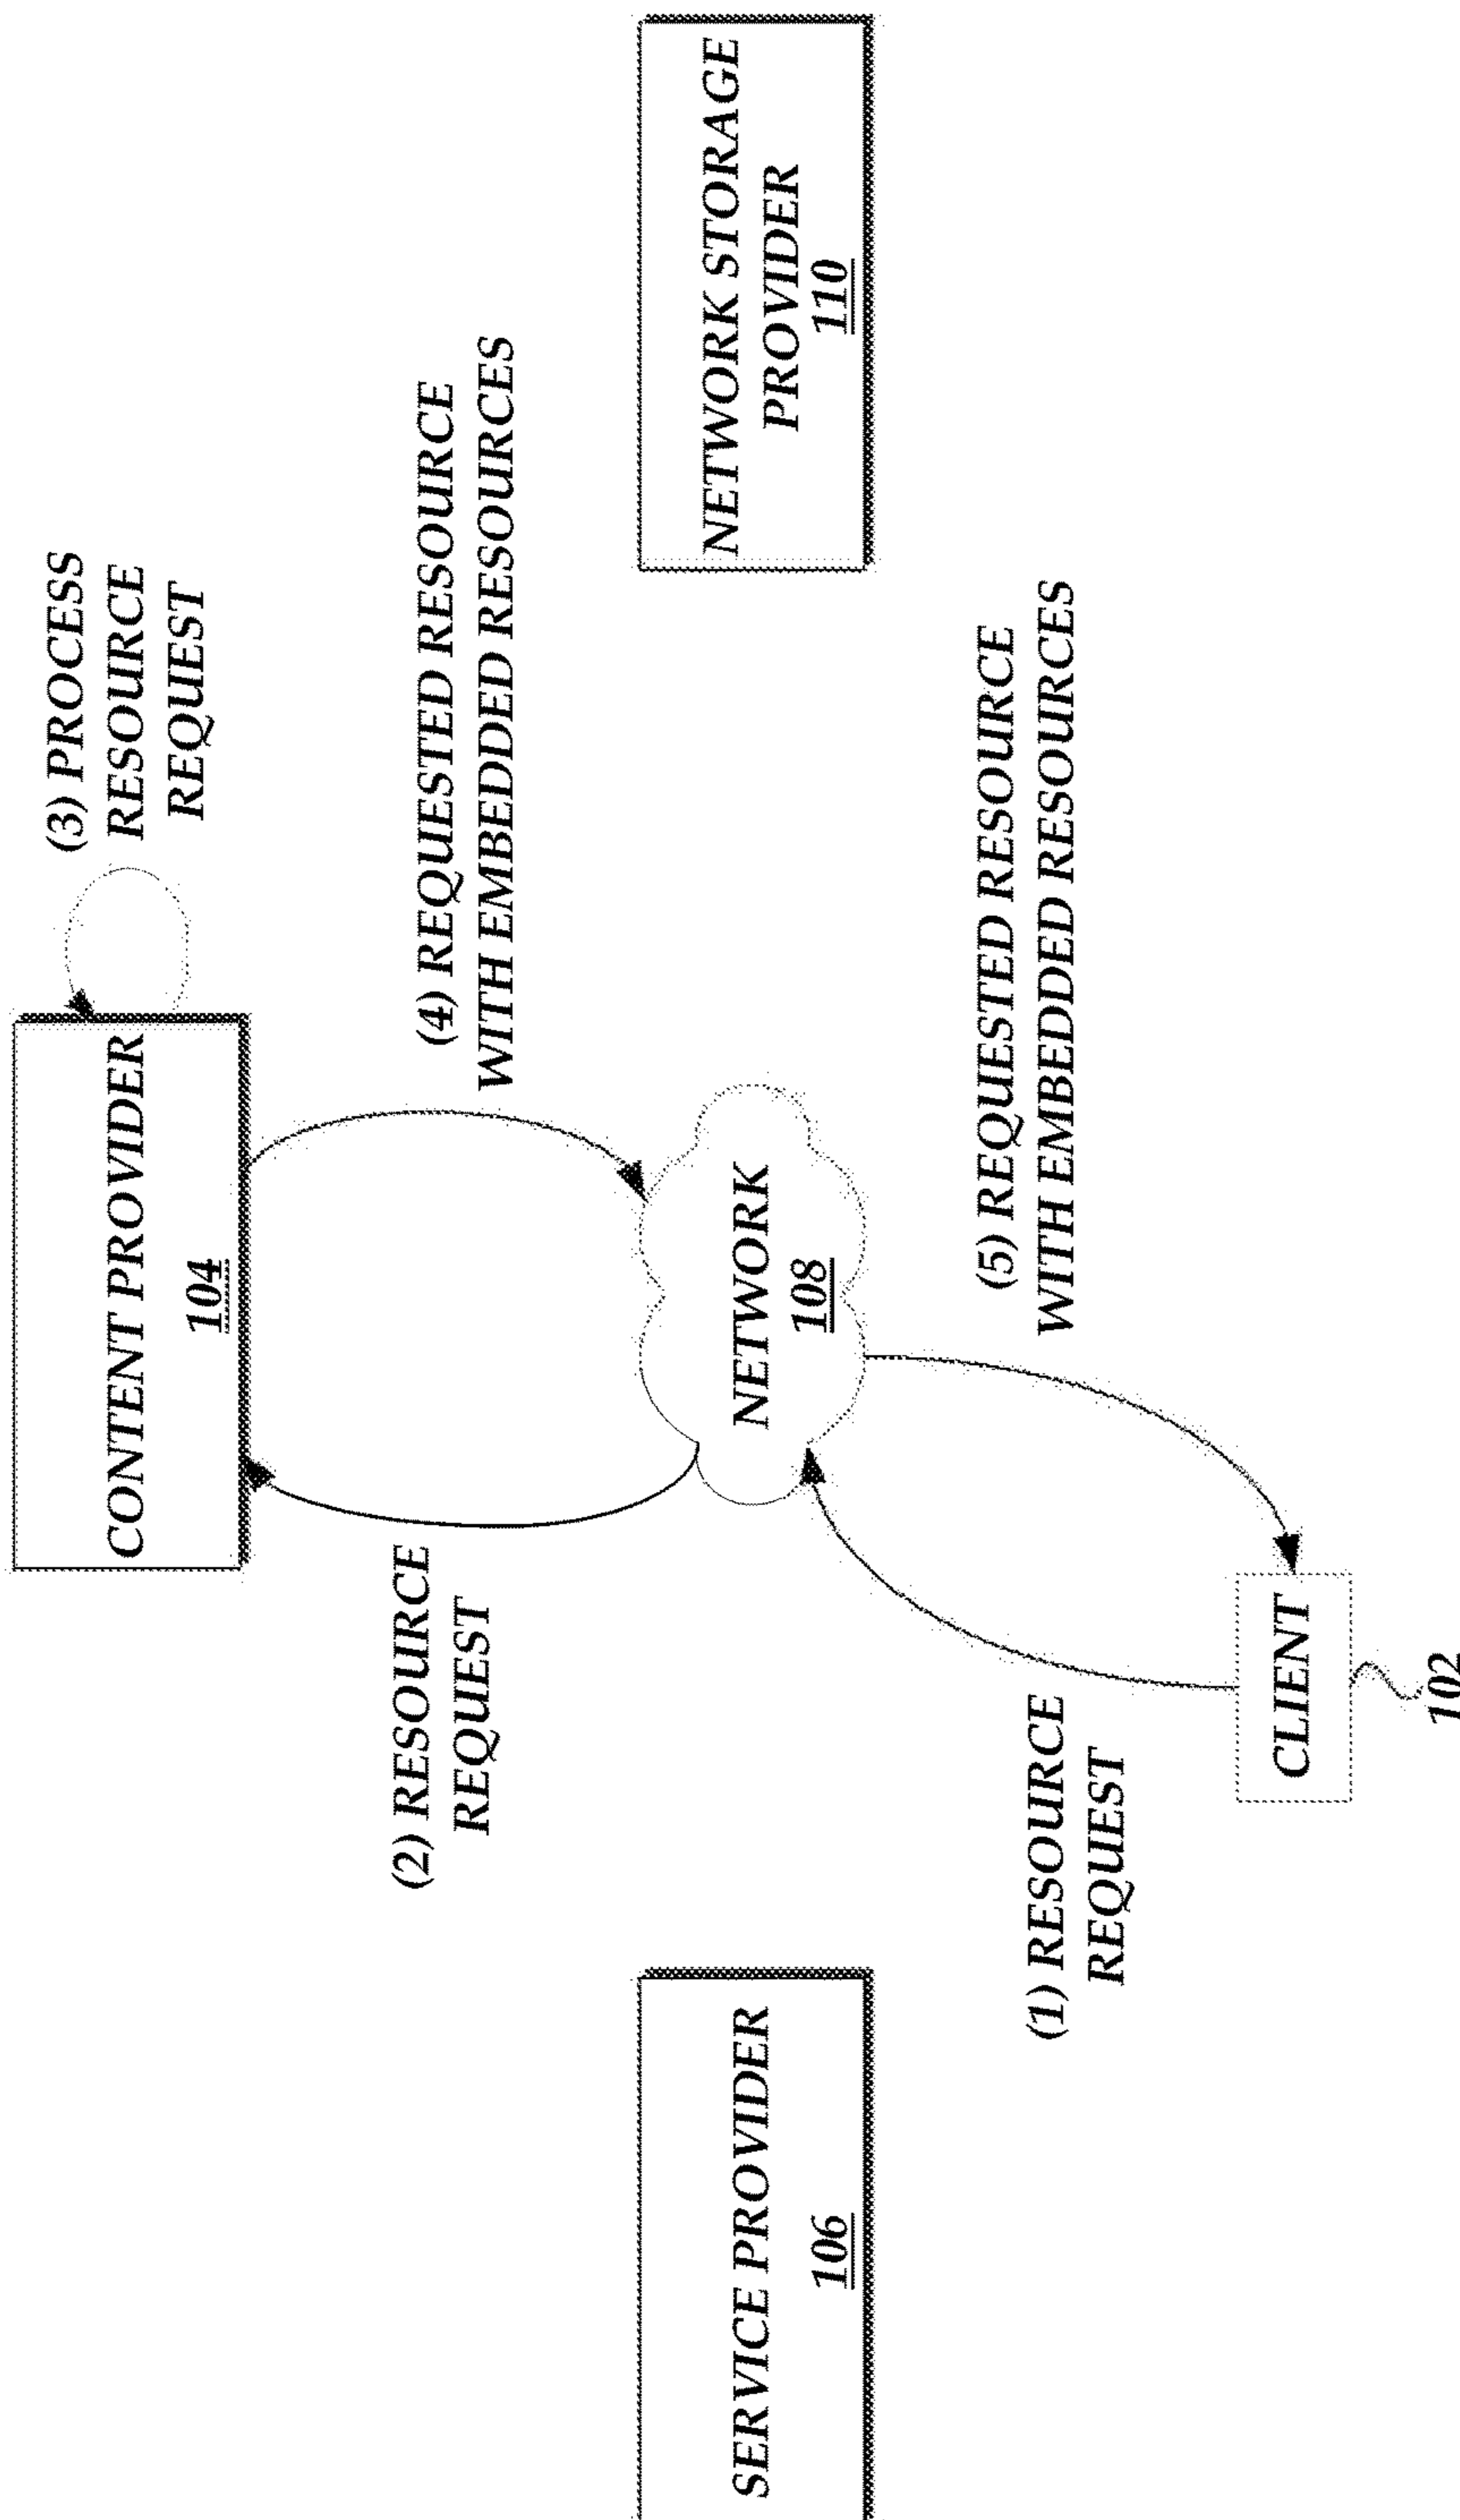 CONTENT PROVIDER
104
(3) PROCESS
RESOURCE
REQUEST
(2) RESOURCE
REQUEST
(4) REQUESTED RESOURCE
WITH EMBEDDED RESOURCES
SERVICE PROVIDER
106
NETWORK
108
NETWORK STORAGE
PROVIDER
110
(1) RESOURCE
REQUEST
(5) REQUESTED RESOURCE
WITH EMBEDDED RESOURCES
CLIENT
102